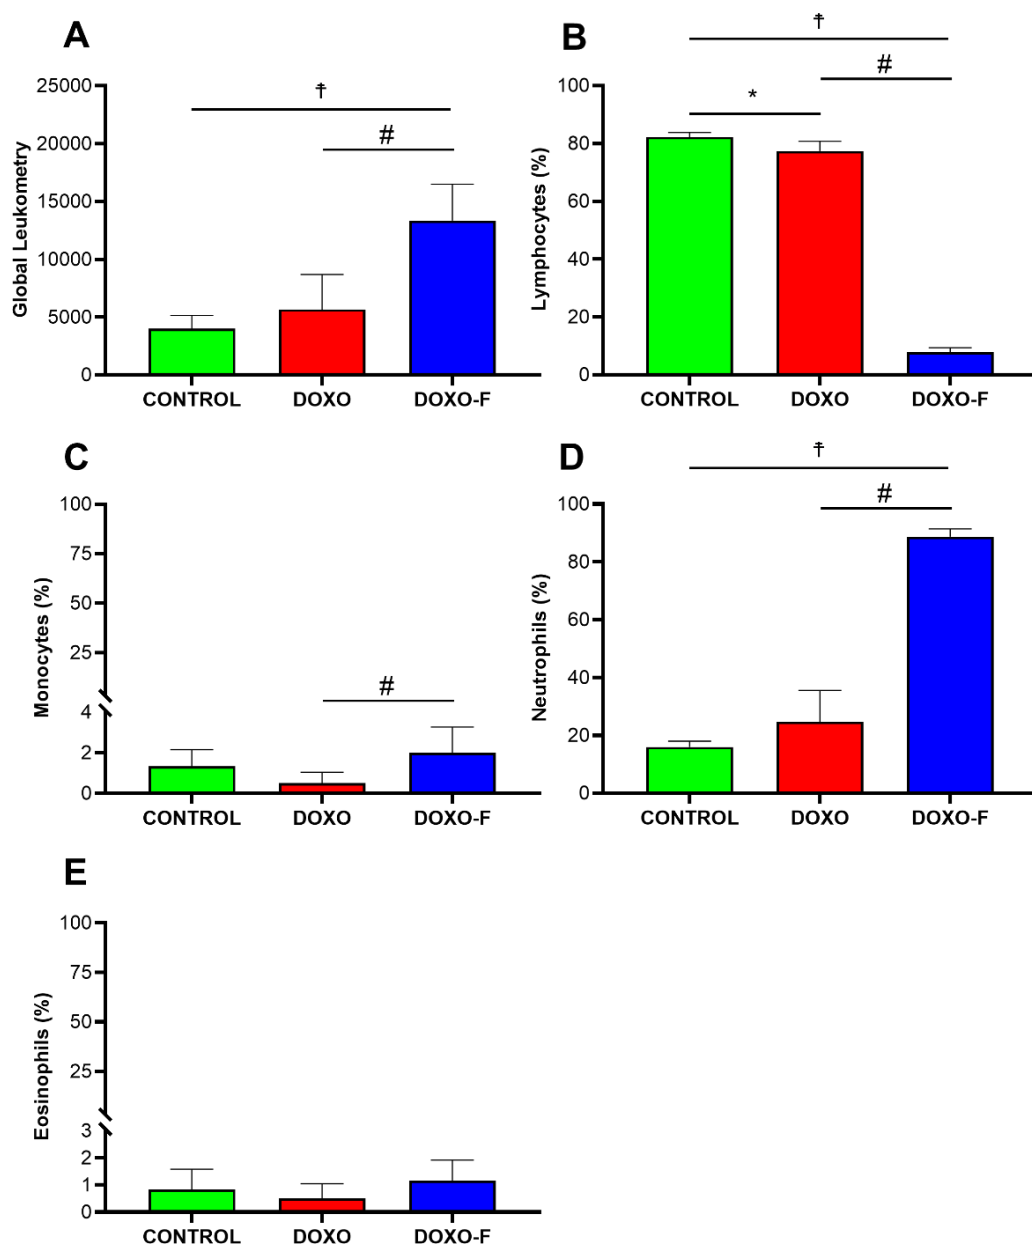 A
Global Leukometry
25000
20000
15000
10000
5000
0
☨
#
CONTROL DOXO DOXO-F
B
Lymphocytes (%)
100
80
60
40
20
0
☨
#
*
CONTROL DOXO DOXO-F
C
Monocytes (%)
100
75
50
25
4
2
0
#
CONTROL DOXO DOXO-F
D
Neutrophils (%)
100
80
60
40
20
0
☨
#
CONTROL DOXO DOXO-F
E
Eosinophils (%)
100
75
50
25
3
2
1
0
CONTROL DOXO DOXO-F